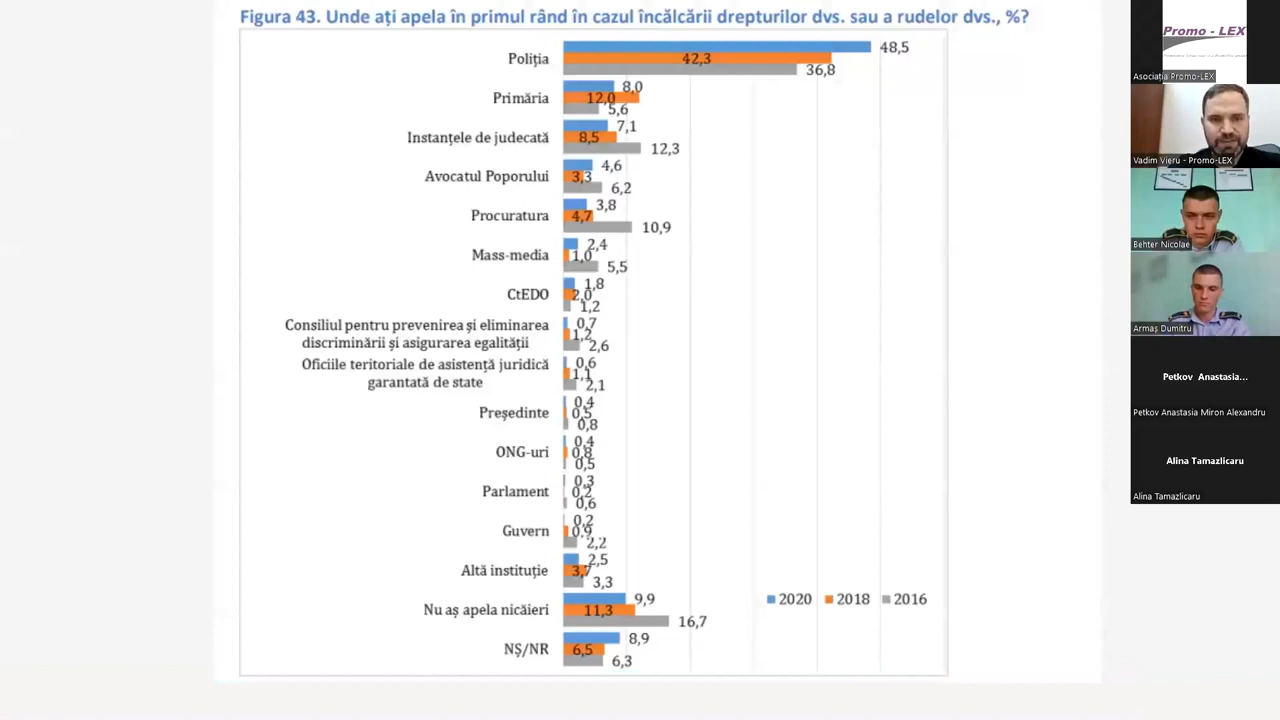 Figura 43. Unde ați apela în primul rând în cazul încălcării drepturilor dvs. sau a rudelor dvs., %?
Poliția
48,5
42,3
36,8
Primăria
8,0
12,0
5,6
Instanțele de judecată
7,1
8,5
12,3
Avocatul Poporului
4,6
3,3
6,2
Procuratura
3,8
4,7
10,9
Mass-media
2,4
1,0
5,5
CtEDO
1,8
2,0
1,2
Consiliul pentru prevenirea și eliminarea
discriminării și asigurarea egalității
0,7
1,2
2,6
Oficiile teritoriale de asistență juridică
garantată de state
0,6
1,1
2,1
Președinte
0,4
0,5
0,8
ONG-uri
0,4
0,8
0,5
Parlament
0,3
0,2
0,6
Guvern
0,2
0,9
2,2
Altă instituție
2,5
3,7
3,3
Nu aș apela nicăieri
9,9
11,3
16,7
NȘ/NR
8,9
6,5
6,3
2020 2018 2016
Promo - LEX
Asociația Promo-LEX
Vadim Vieru - Promo-LEX
Behter Nicolae
Armaș Dumitru
Petkov Anastasia...
Petkov Anastasia Miron Alexandru
Alina Tamazlicaru
Alina Tamazlicaru